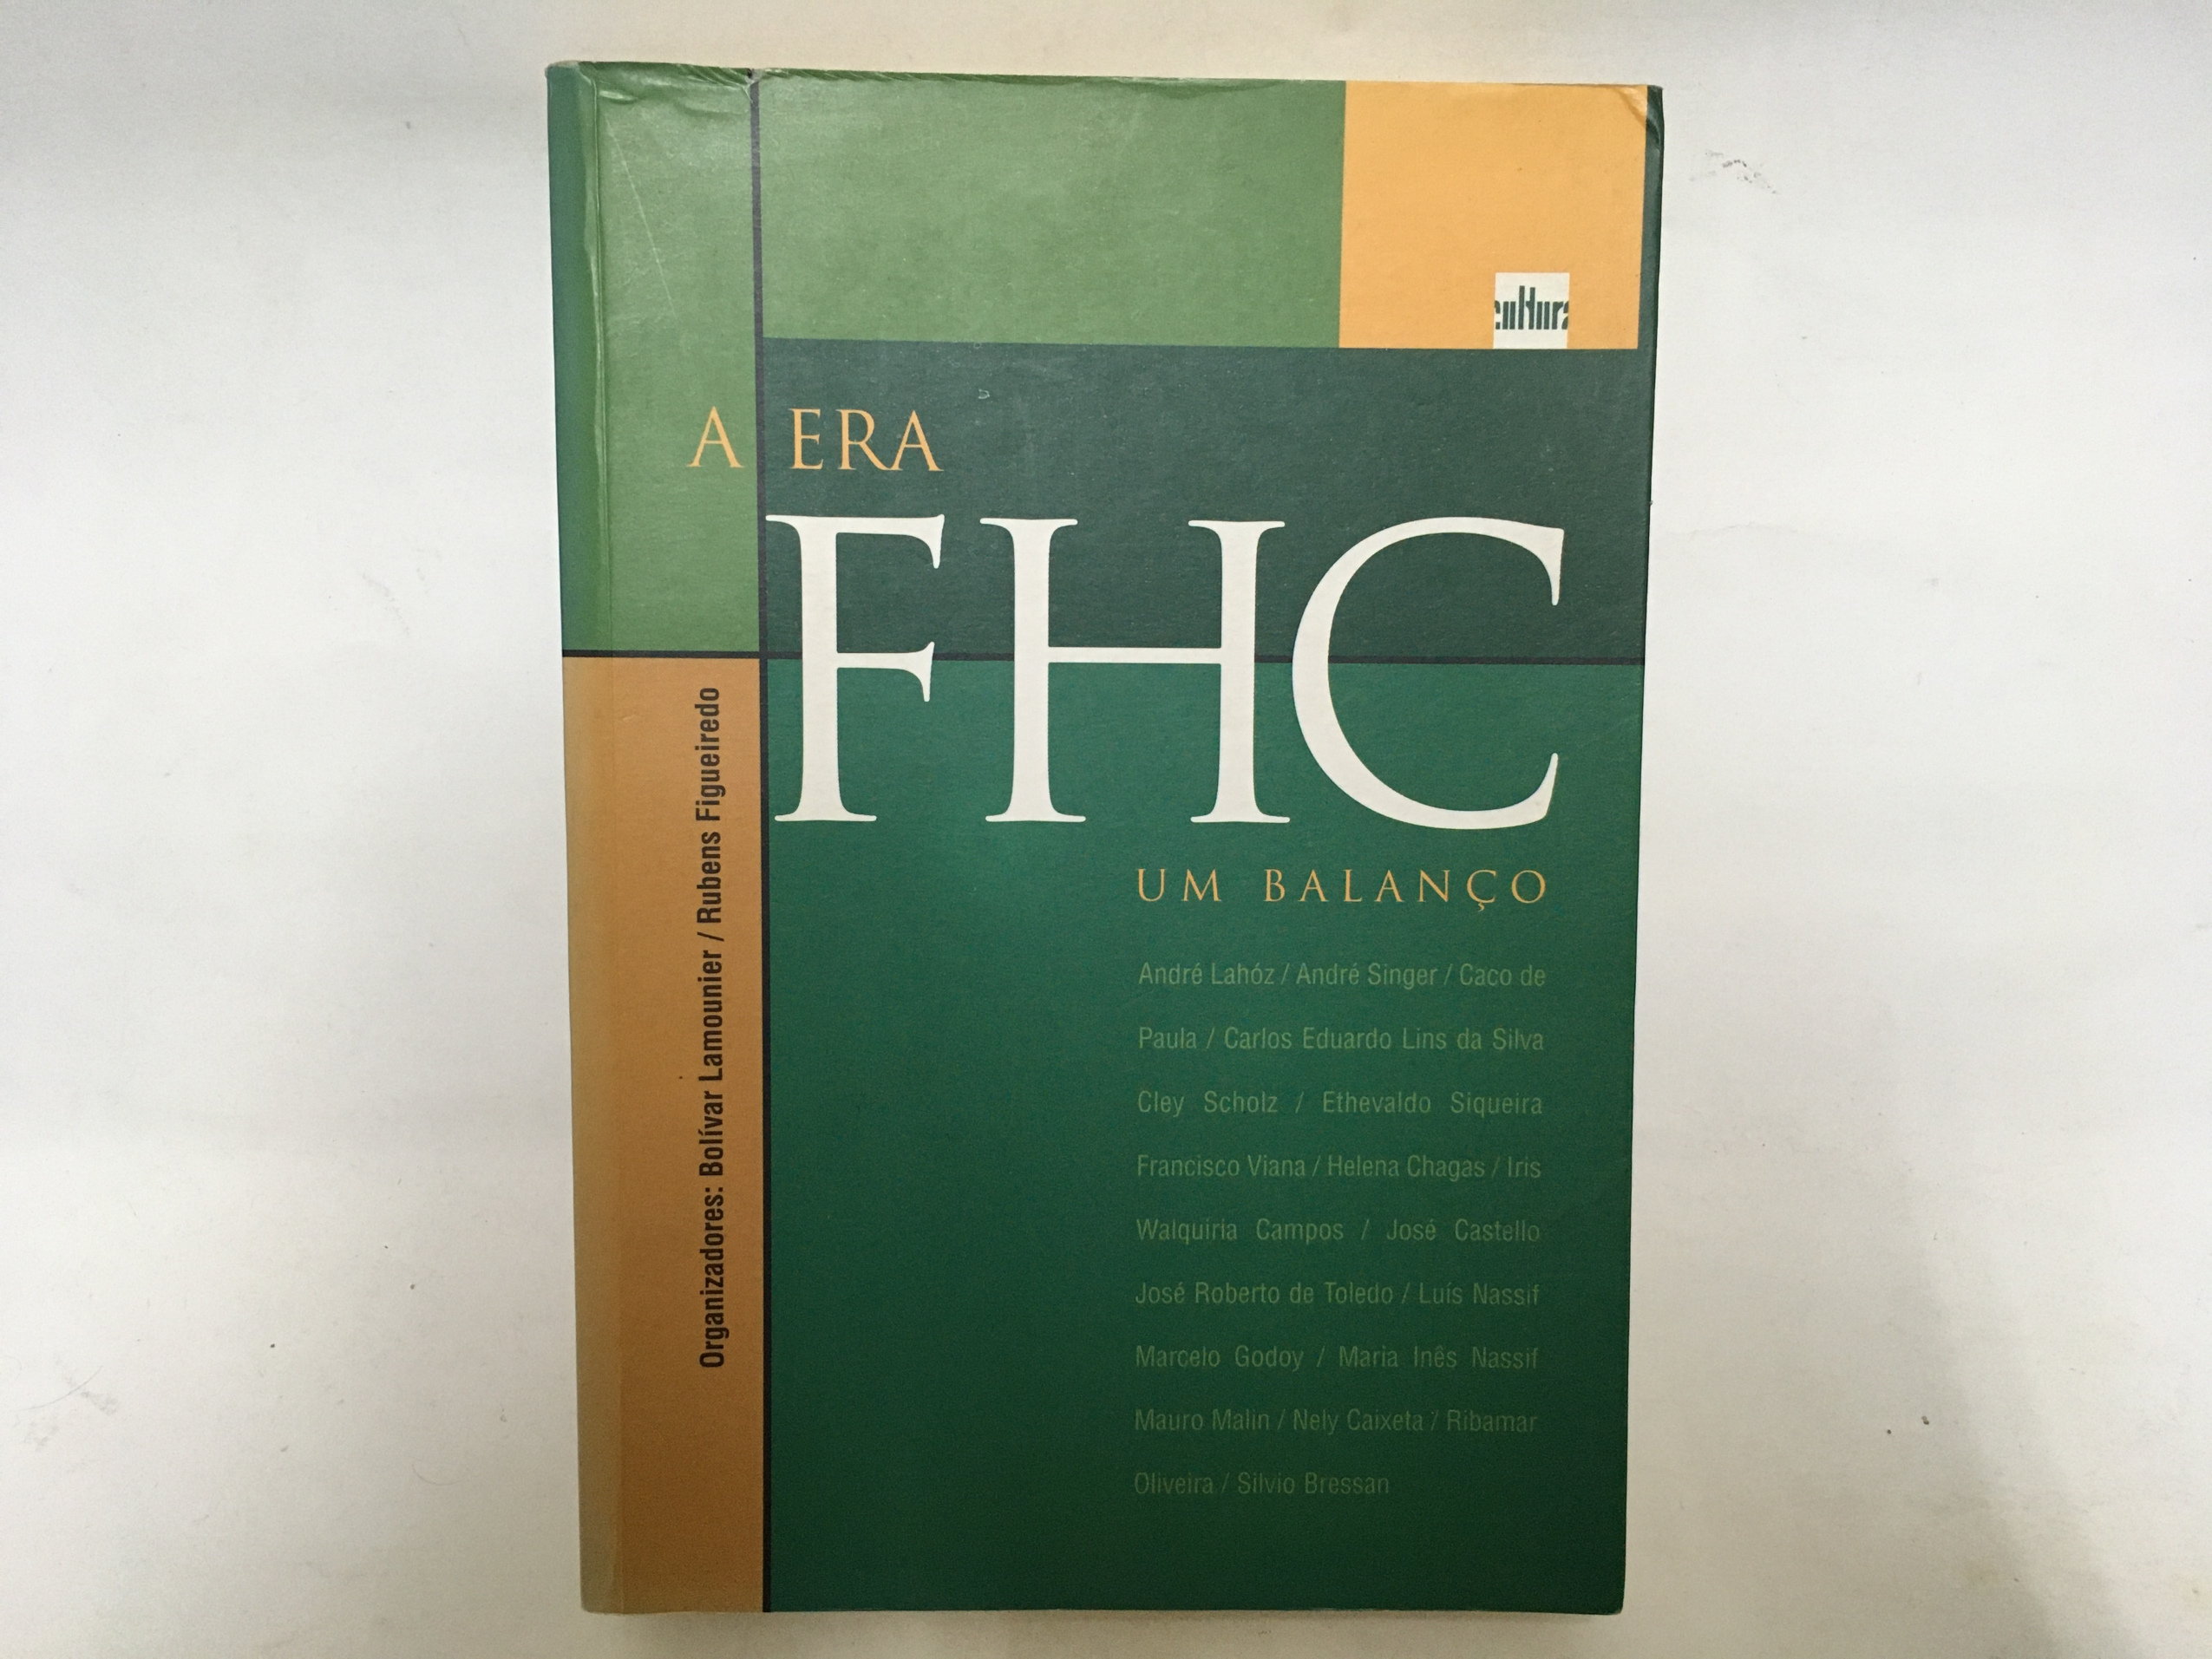 cultura
A ERA
FHC
UM BALANÇO
Organizadores: Bolívar Lamounier / Rubens Figueiredo
André Lahóz / André Singer / Caco de
Paula / Carlos Eduardo Lins da Silva
Cley Scholz / Ethevaldo Siqueira
Francisco Viana / Helena Chagas / Iris
Walquiria Campos / José Castello
José Roberto de Toledo / Luís Nassif
Marcelo Godoy / Maria Inês Nassif
Mauro Malin / Nely Caixeta / Ribamar
Oliveira / Silvio Bressan